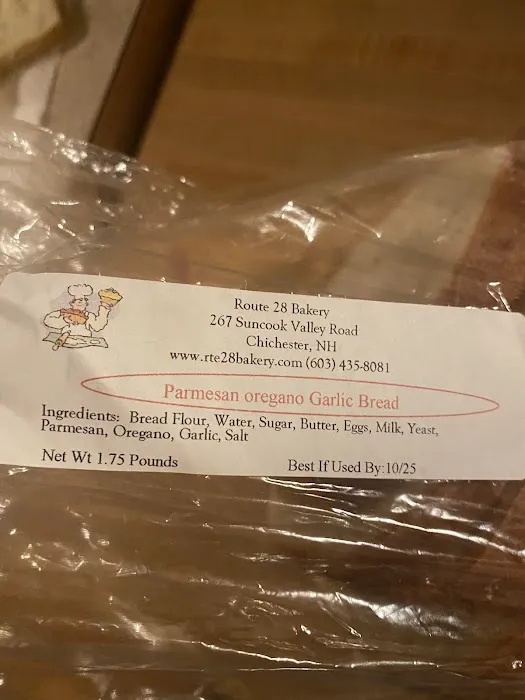 Route 28 Bakery
267 Suncook Valley Road
Chichester, NH
www.rte28bakery.com (603) 435-8081
Parmesan oregano Garlic Bread
Ingredients: Bread Flour, Water, Sugar, Butter, Eggs, Milk, Yeast,
Parmesan, Oregano, Garlic, Salt
Net Wt 1.75 Pounds Best If Used By:10/25